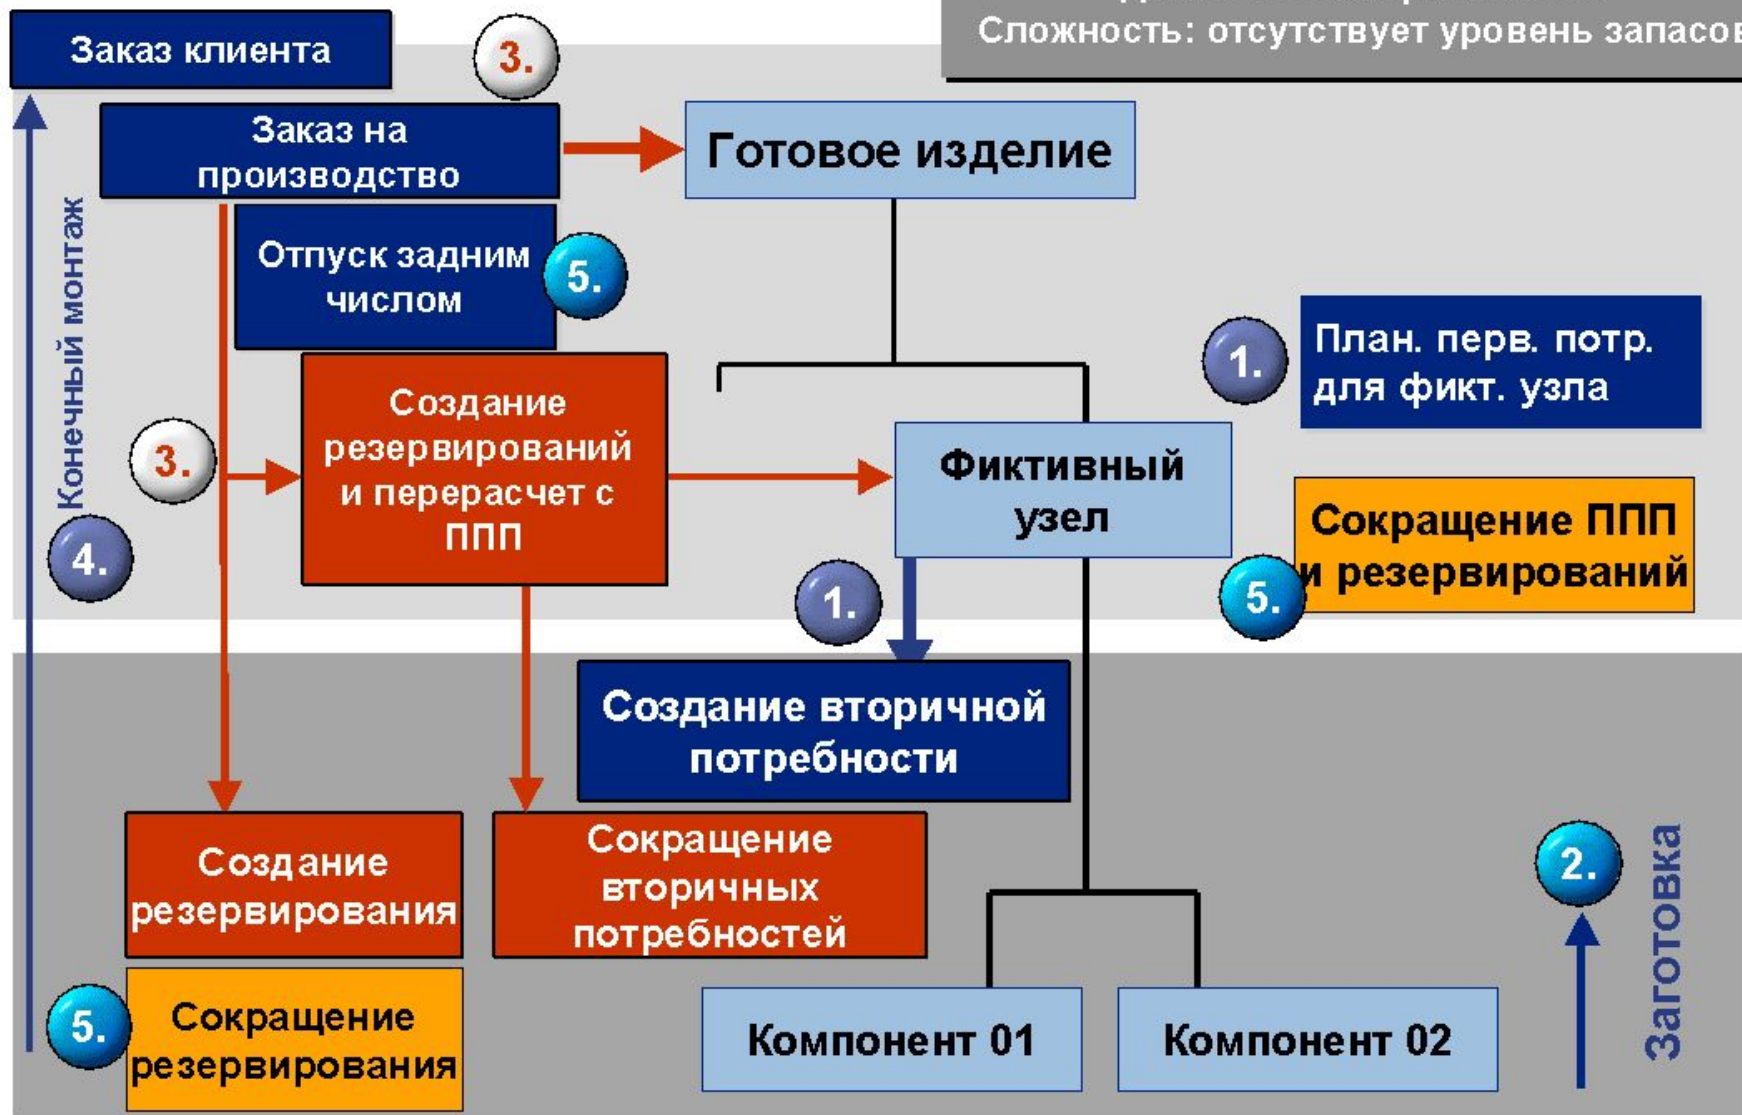 Сложность: отсутствует уровень запасов
Заказ клиента
3.
Заказ на
производство
Готовое изделие
Отпуск задним
числом
5.
Конечный монтаж
1.
План. перв. потр.
для фикт. узла
Создание
резервирований
и перерасчет с
ППП
3.
Фиктивный
узел
Сокращение ППП
и резервирований
5.
4.
1.
Создание вторичной
потребности
Создание
резервирования
Сокращение
вторичных
потребностей
2.
Заготовка
5.
Сокращение
резервирования
Компонент 01
Компонент 02